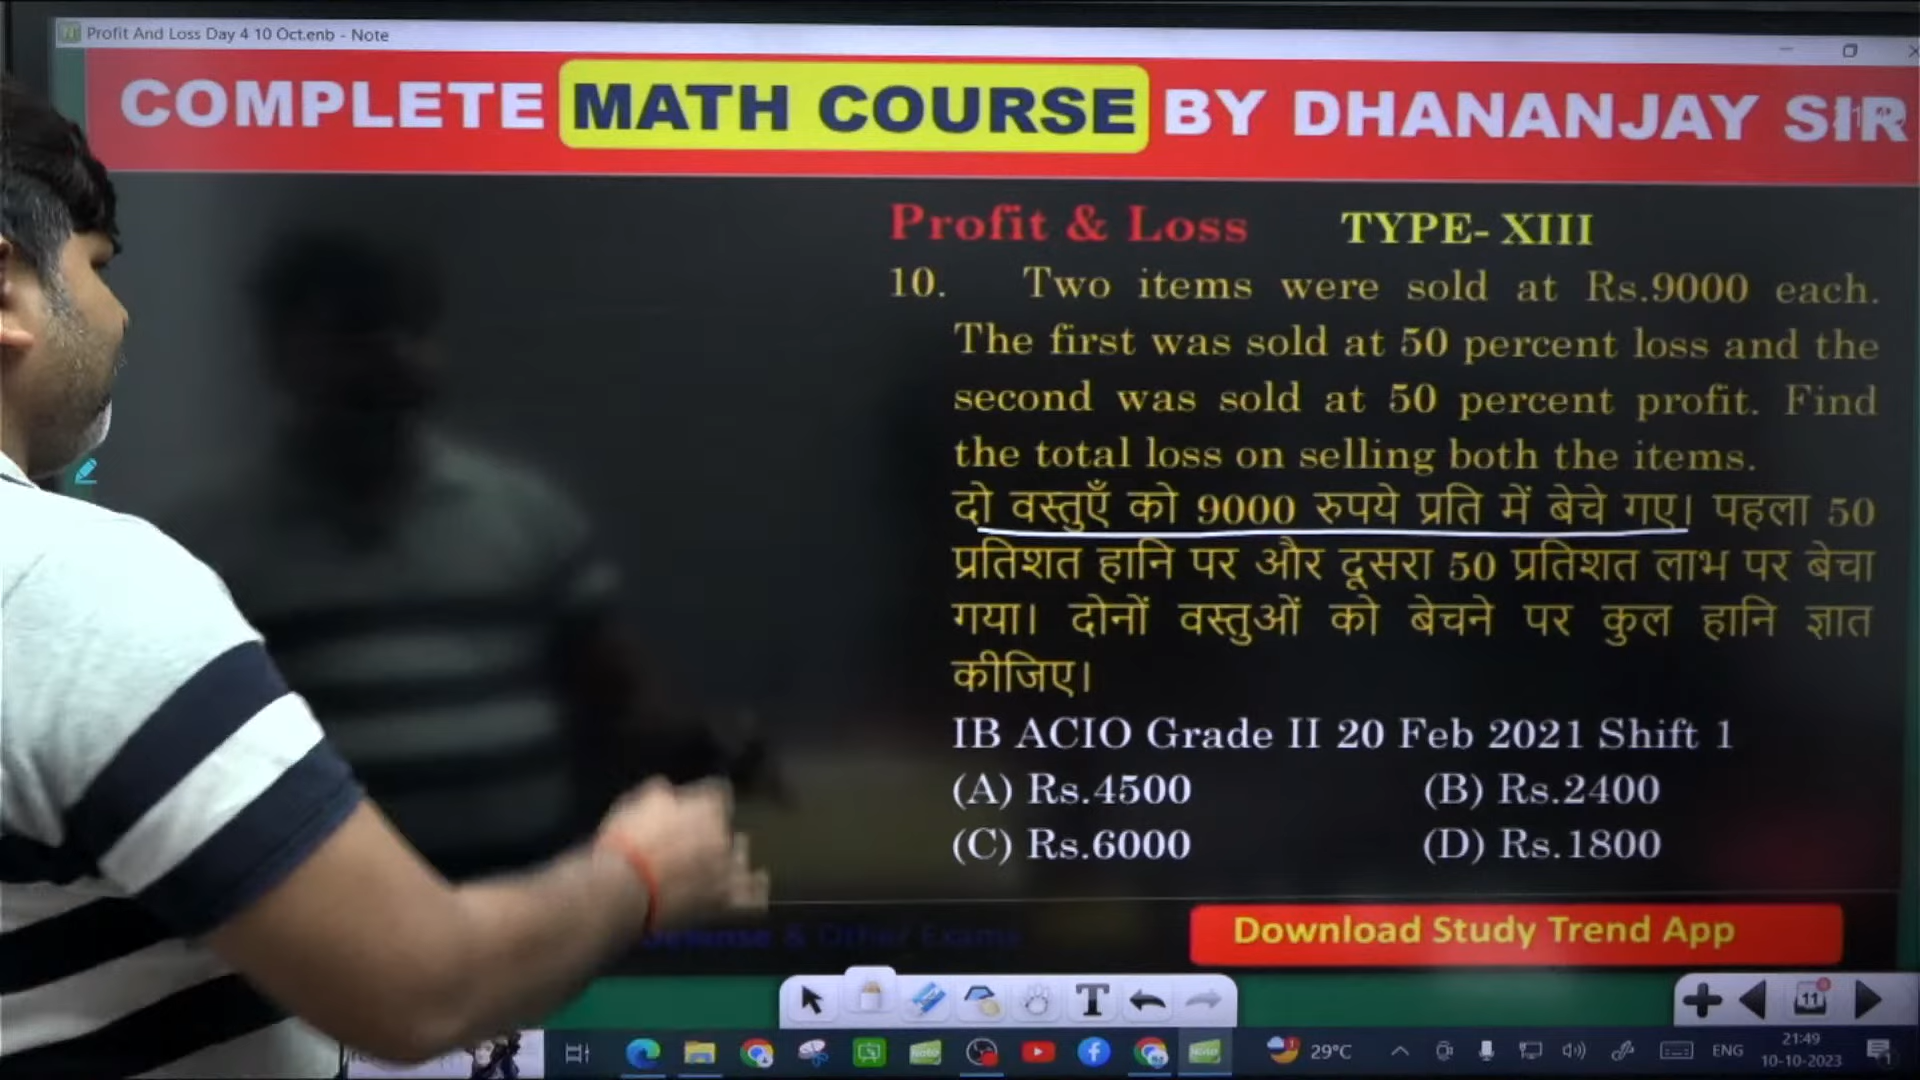 Profit And Loss Day 4 10 Oct.enb - Note
COMPLETE MATH COURSE BY DHANANJAY SIR
Profit & Loss TYPE- XIII
10. Two items were sold at Rs.9000 each.
The first was sold at 50 percent loss and the
second was sold at 50 percent profit. Find
the total loss on selling both the items.
दो वस्तुएँ को 9000 रुपये प्रति में बेचे गए। पहला 50
प्रतिशत हानि पर और दूसरा 50 प्रतिशत लाभ पर बेचा
गया। दोनों वस्तुओं को बेचने पर कुल हानि ज्ञात
कीजिए।
IB ACIO Grade II 20 Feb 2021 Shift 1
(A) Rs.4500 (B) Rs.2400
(C) Rs.6000 (D) Rs.1800
& Other Exams
Download Study Trend App
T
11
29°C
ENG
21:49
10-10-2023